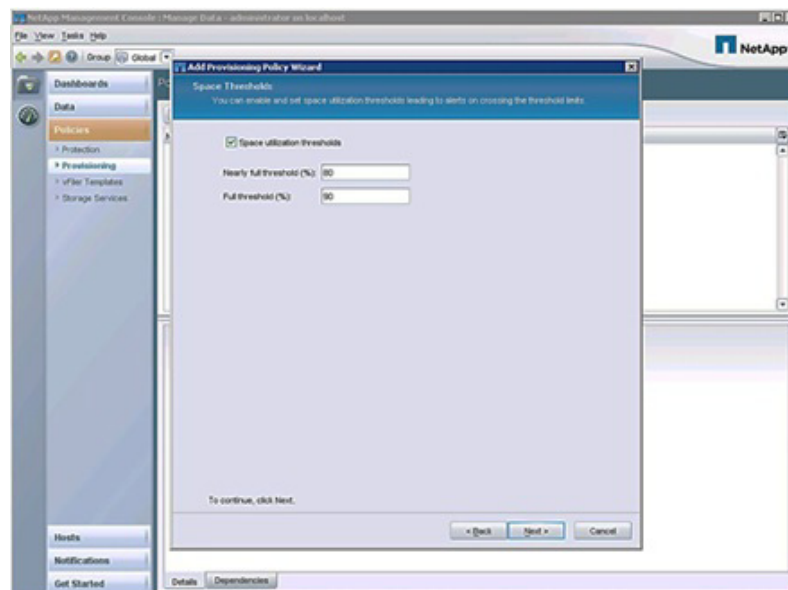 NetApp Management Console : Manage Data - administrator on localhost
File View Tasks Help
Group Global
NetApp
Dashboards
Data
Policies
Protection
Provisioning
vFiler Templates
Storage Services
Add Provisioning Policy Wizard
Space Thresholds
You can enable and set space utilization thresholds leading to alerts on crossing the threshold limits.
Space utilization thresholds
Nearly full threshold (%): 80
Full threshold (%): 90
To continue, click Next.
< Back Next > Cancel
Hosts
Notifications
Get Started
Details Dependencies